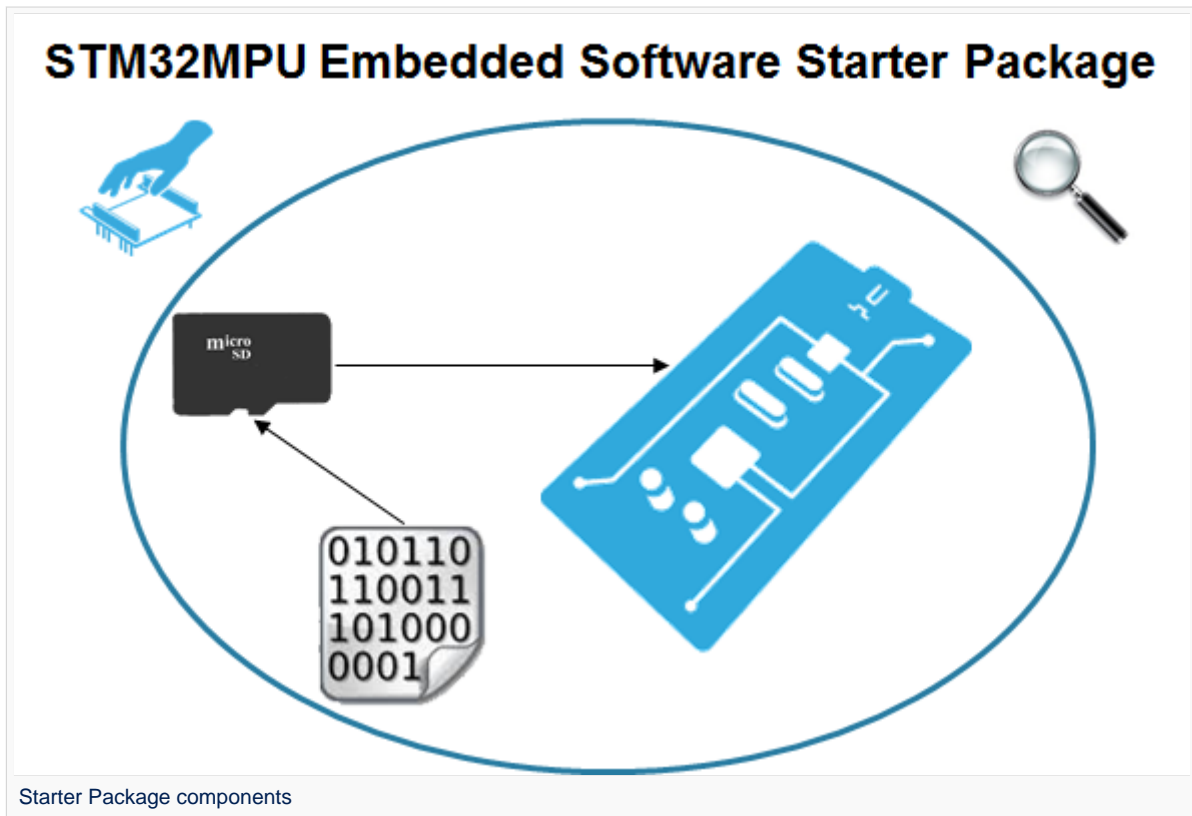 STM32MPU Embedded Software Starter Package
micro
SD
010110
110011
101000
0001
Starter Package components